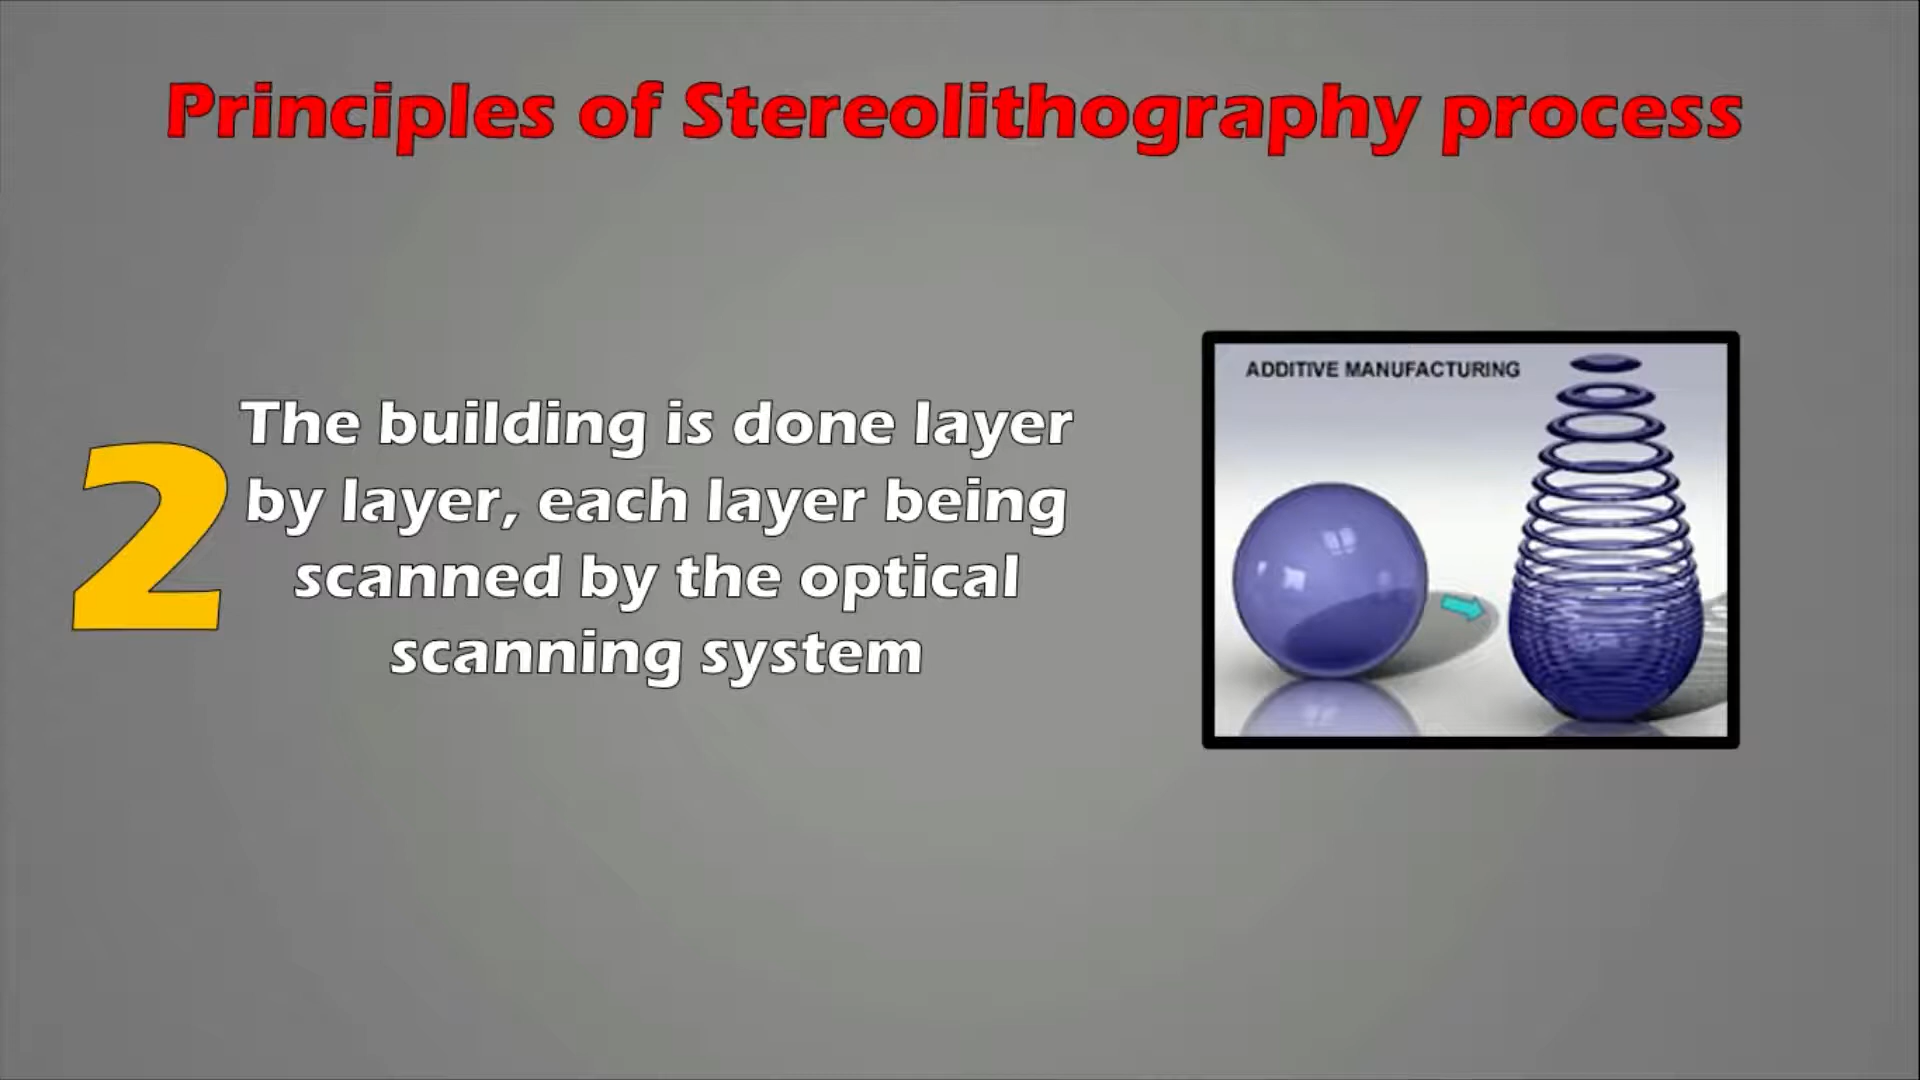 Principles of Stereolithography process
2
The building is done layer
by layer, each layer being
scanned by the optical
scanning system
ADDITIVE MANUFACTURING